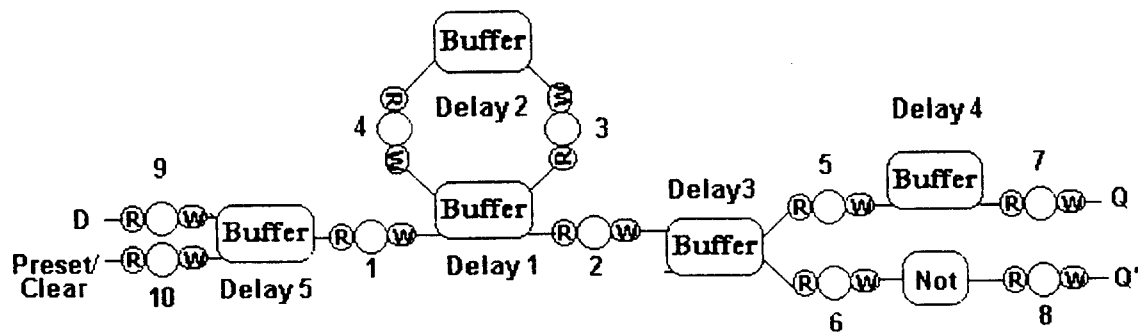 Buffer
Delay 2
R
W
4
3
W
R
Delay 4
9
5
Buffer
7
Delay3
D
R
W
Buffer
R
W
R
W
Q
Buffer
R
W
R
W
Buffer
Preset/
Clear
R
W
10
Delay 5
1
Delay 1
2
R
W
Not
R
W
Q'
6
8